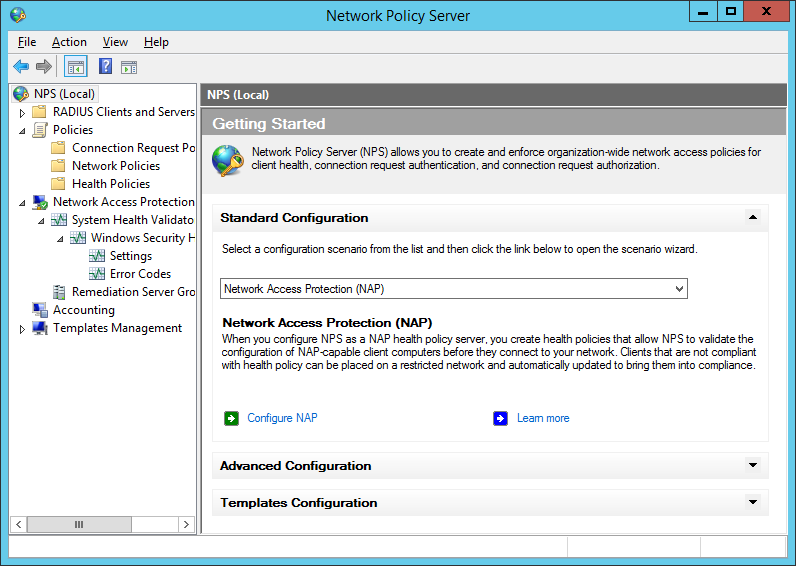 Network Policy Server
File Action View Help
NPS (Local)
RADIUS Clients and Servers
Policies
Connection Request Po
Network Policies
Health Policies
Network Access Protection
System Health Validato
Windows Security H
Settings
Error Codes
Remediation Server Gro
Accounting
Templates Management
NPS (Local)
Getting Started
Network Policy Server (NPS) allows you to create and enforce organization-wide network access policies for
client health, connection request authentication, and connection request authorization.
Standard Configuration
Select a configuration scenario from the list and then click the link below to open the scenario wizard.
Network Access Protection (NAP)
Network Access Protection (NAP)
When you configure NPS as a NAP health policy server, you create health policies that allow NPS to validate the
configuration of NAP-capable client computers before they connect to your network. Clients that are not compliant
with health policy can be placed on a restricted network and automatically updated to bring them into compliance.
Configure NAP
Learn more
Advanced Configuration
Templates Configuration